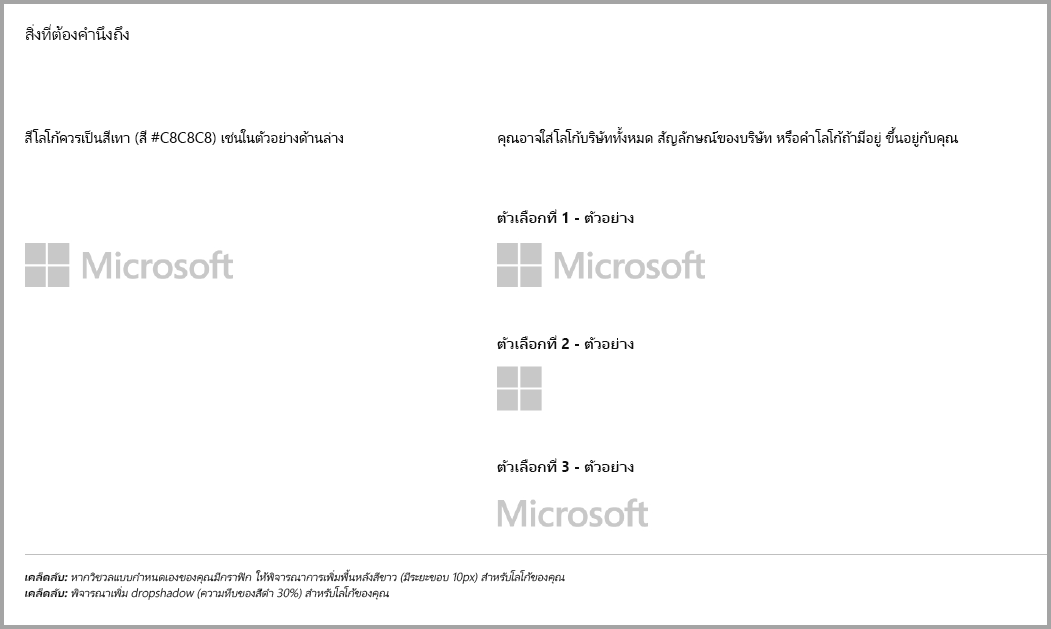 สิ่งที่ต้องคำนึงถึง
สีโลโก้ควรเป็นสีเทา (สี #C8C8C8) เช่นในตัวอย่างด้านล่าง
Microsoft
คุณอาจใส่โลโก้บริษัททั้งหมด สัญลักษณ์ของบริษัท หรือคำโลโก้ถ้ามีอยู่ ขึ้นอยู่กับคุณ
ตัวเลือกที่ 1 - ตัวอย่าง
Microsoft
ตัวเลือกที่ 2 - ตัวอย่าง
ตัวเลือกที่ 3 - ตัวอย่าง
Microsoft
เคล็ดลับ: หากวิชวลแบบกำหนดเองของคุณมีกราฟิก ให้พิจารณาการเพิ่มพื้นหลังสีขาว (มีระยะขอบ 10px) สำหรับโลโก้ของคุณ
เคล็ดลับ: พิจารณาเพิ่ม dropshadow (ความทึบของสีดำ 30%) สำหรับโลโก้ของคุณ